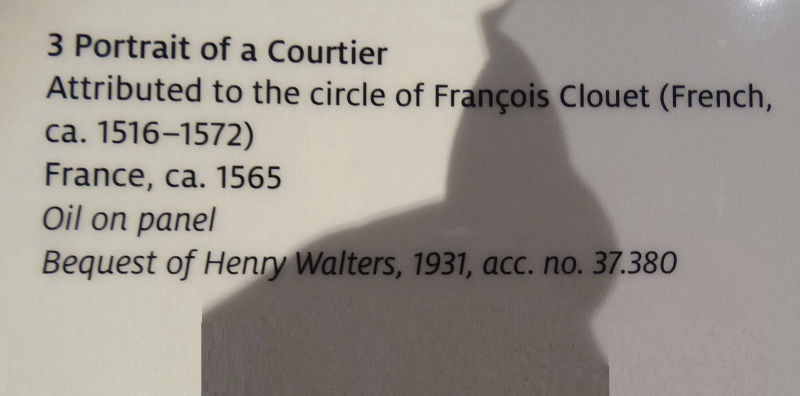 3 Portrait of a Courtier
Attributed to the circle of François Clouet (French,
ca. 1516–1572)
France, ca. 1565
Oil on panel
Bequest of Henry Walters, 1931, acc. no. 37.380